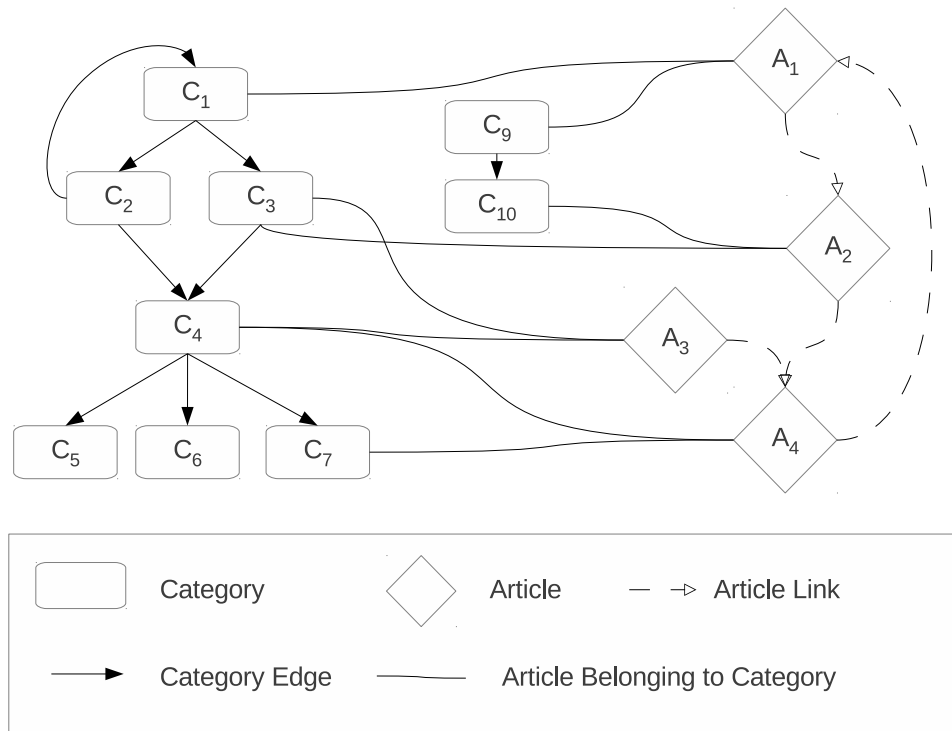 A1
C1
C9
C2
C3
C10
A2
C4
A3
C5
C6
C7
A4
Category
Article
Article Link
Category Edge
Article Belonging to Category